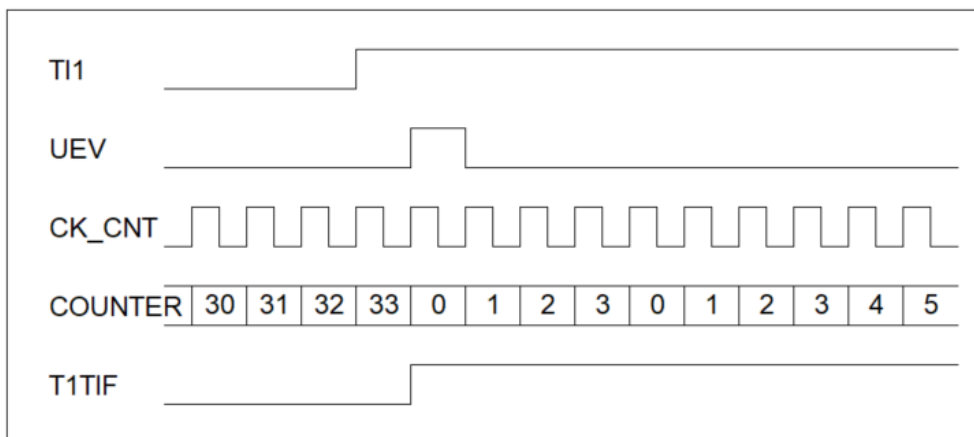 TI1
UEV
CK_CNT
COUNTER 30 31 32 33 0 1 2 3 0 1 2 3 4 5
T1TIF